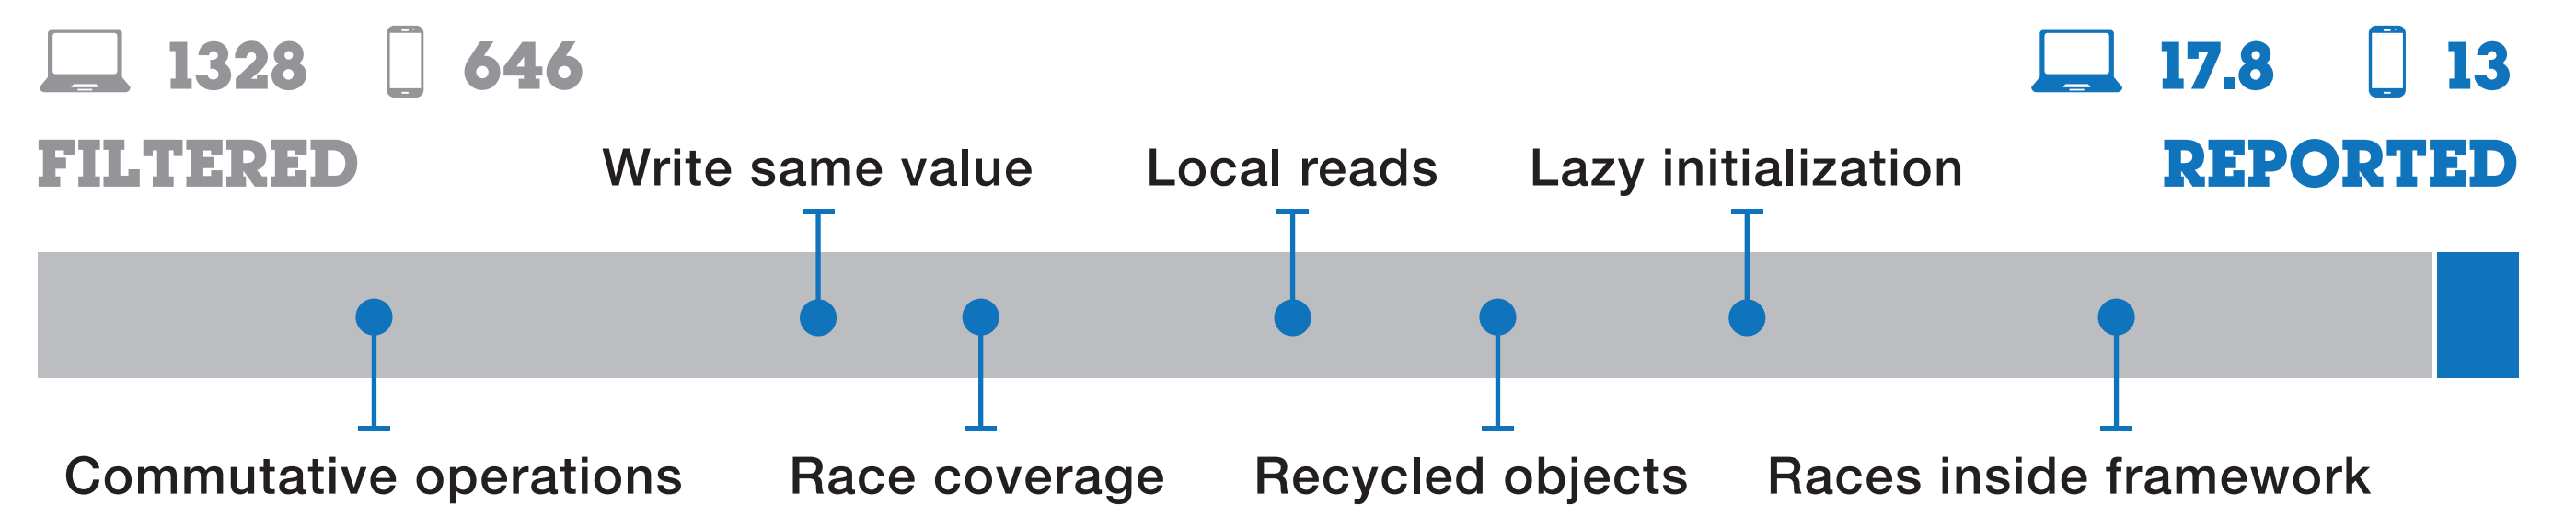 1328 646 17.8 13
FILTERED REPORTED
Write same value Local reads Lazy initialization
Commutative operations Race coverage Recycled objects Races inside framework